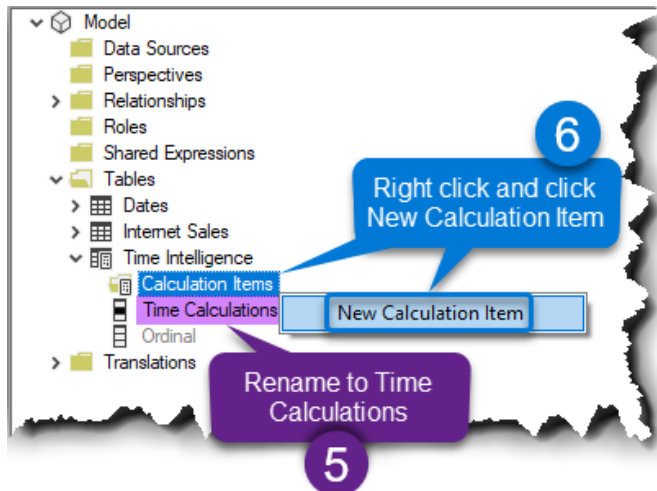 Model
Data Sources
Perspectives
Relationships
Roles
Shared Expressions
Tables
Dates
Internet Sales
Time Intelligence
Calculation Items
Time Calculations
Ordinal
Translations
6
Right click and click
New Calculation Item
New Calculation Item
Rename to Time
Calculations
5